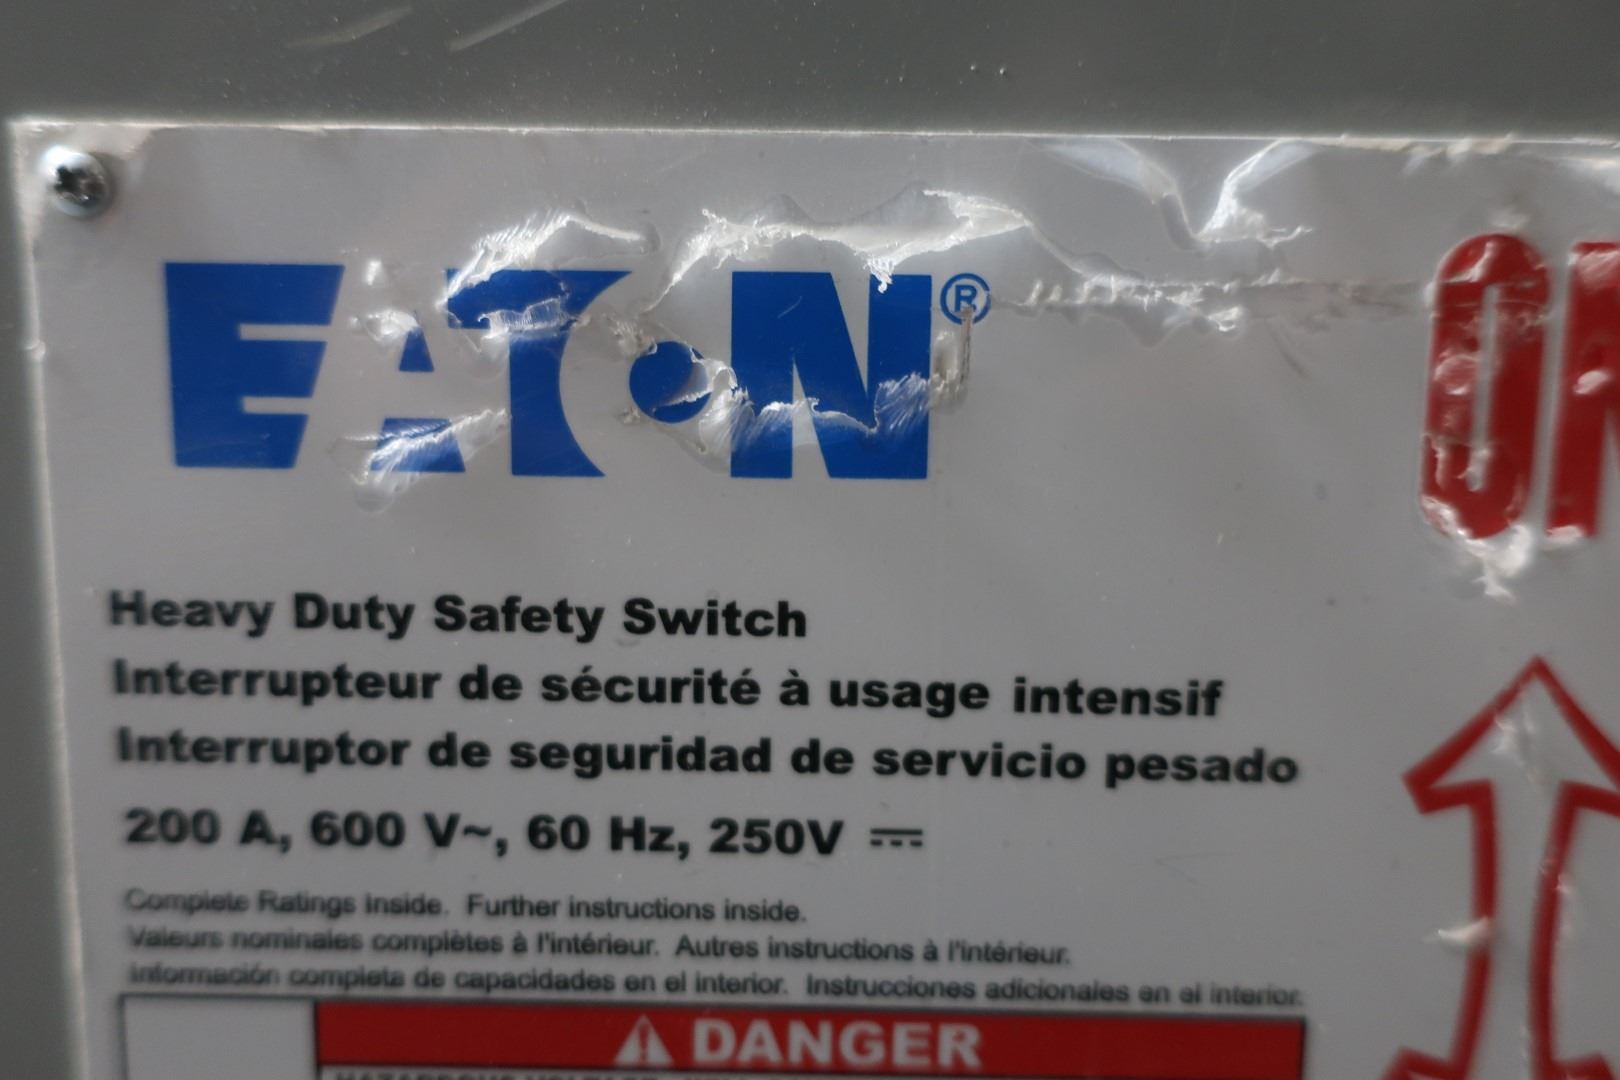 EATON®
ON
Heavy Duty Safety Switch
Interrupteur de sécurité à usage intensif
Interruptor de seguridad de servicio pesado
200 A, 600 V~, 60 Hz, 250V ⎓
Complete Ratings Inside. Further instructions inside.
Valeurs nominales complètes à l'intérieur. Autres instructions à l'intérieur.
Información completa de capacidades en el interior. Instrucciones adicionales en el interior.
⚠ DANGER